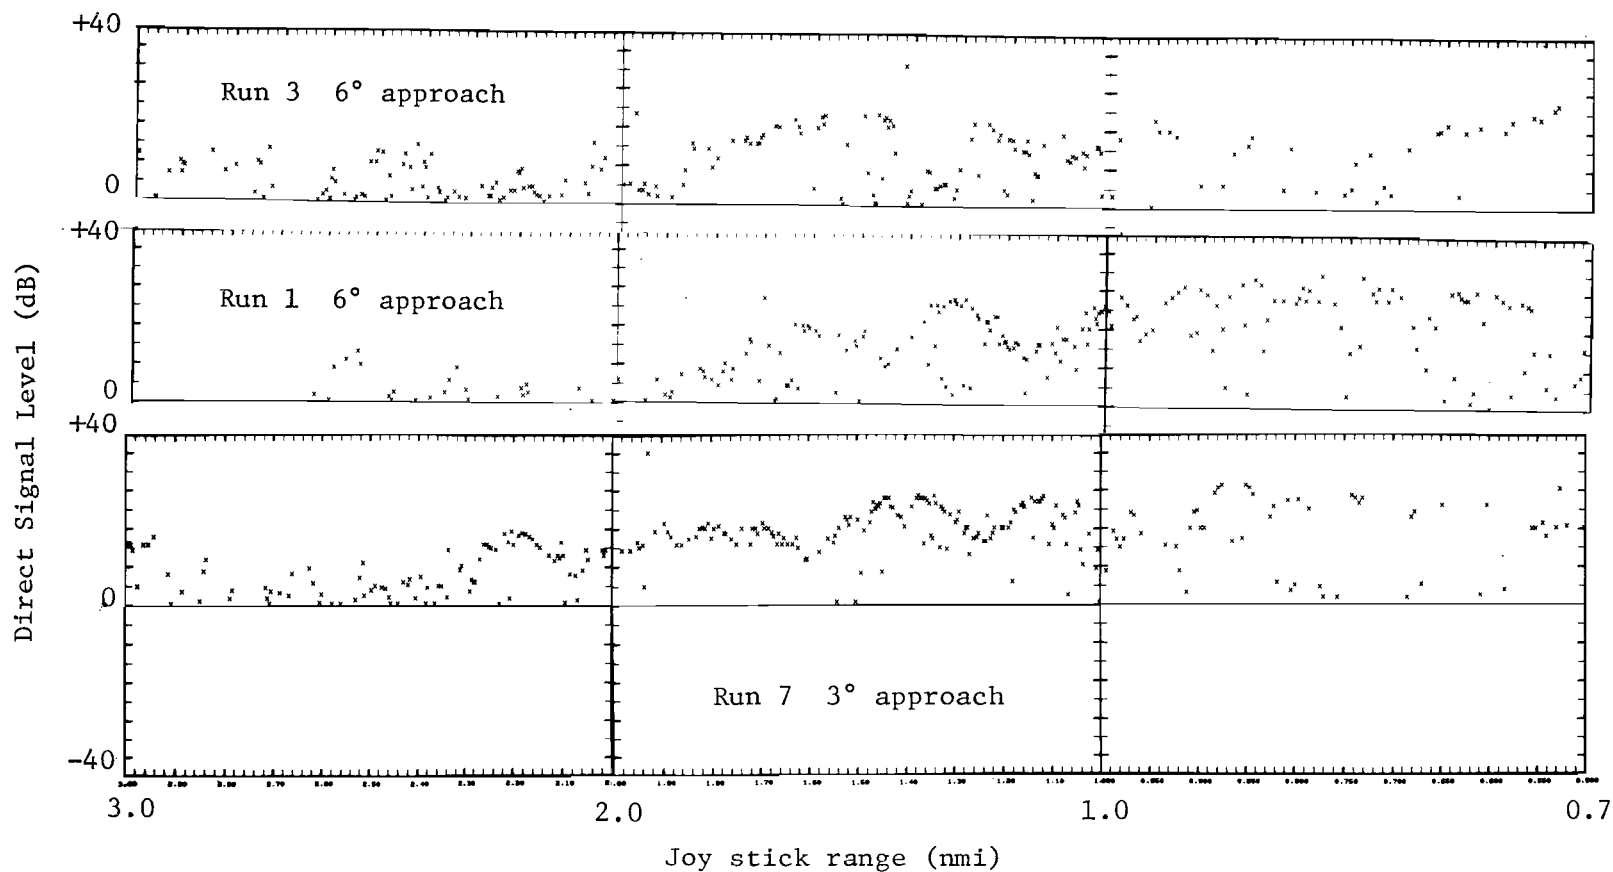 +40
Run 3 6° approach
0
+40
Run 1 6° approach
0
+40
0
Run 7 3° approach
-40
Direct Signal Level (dB)
3.0 2.0 1.0 0.7
Joy stick range (nmi)